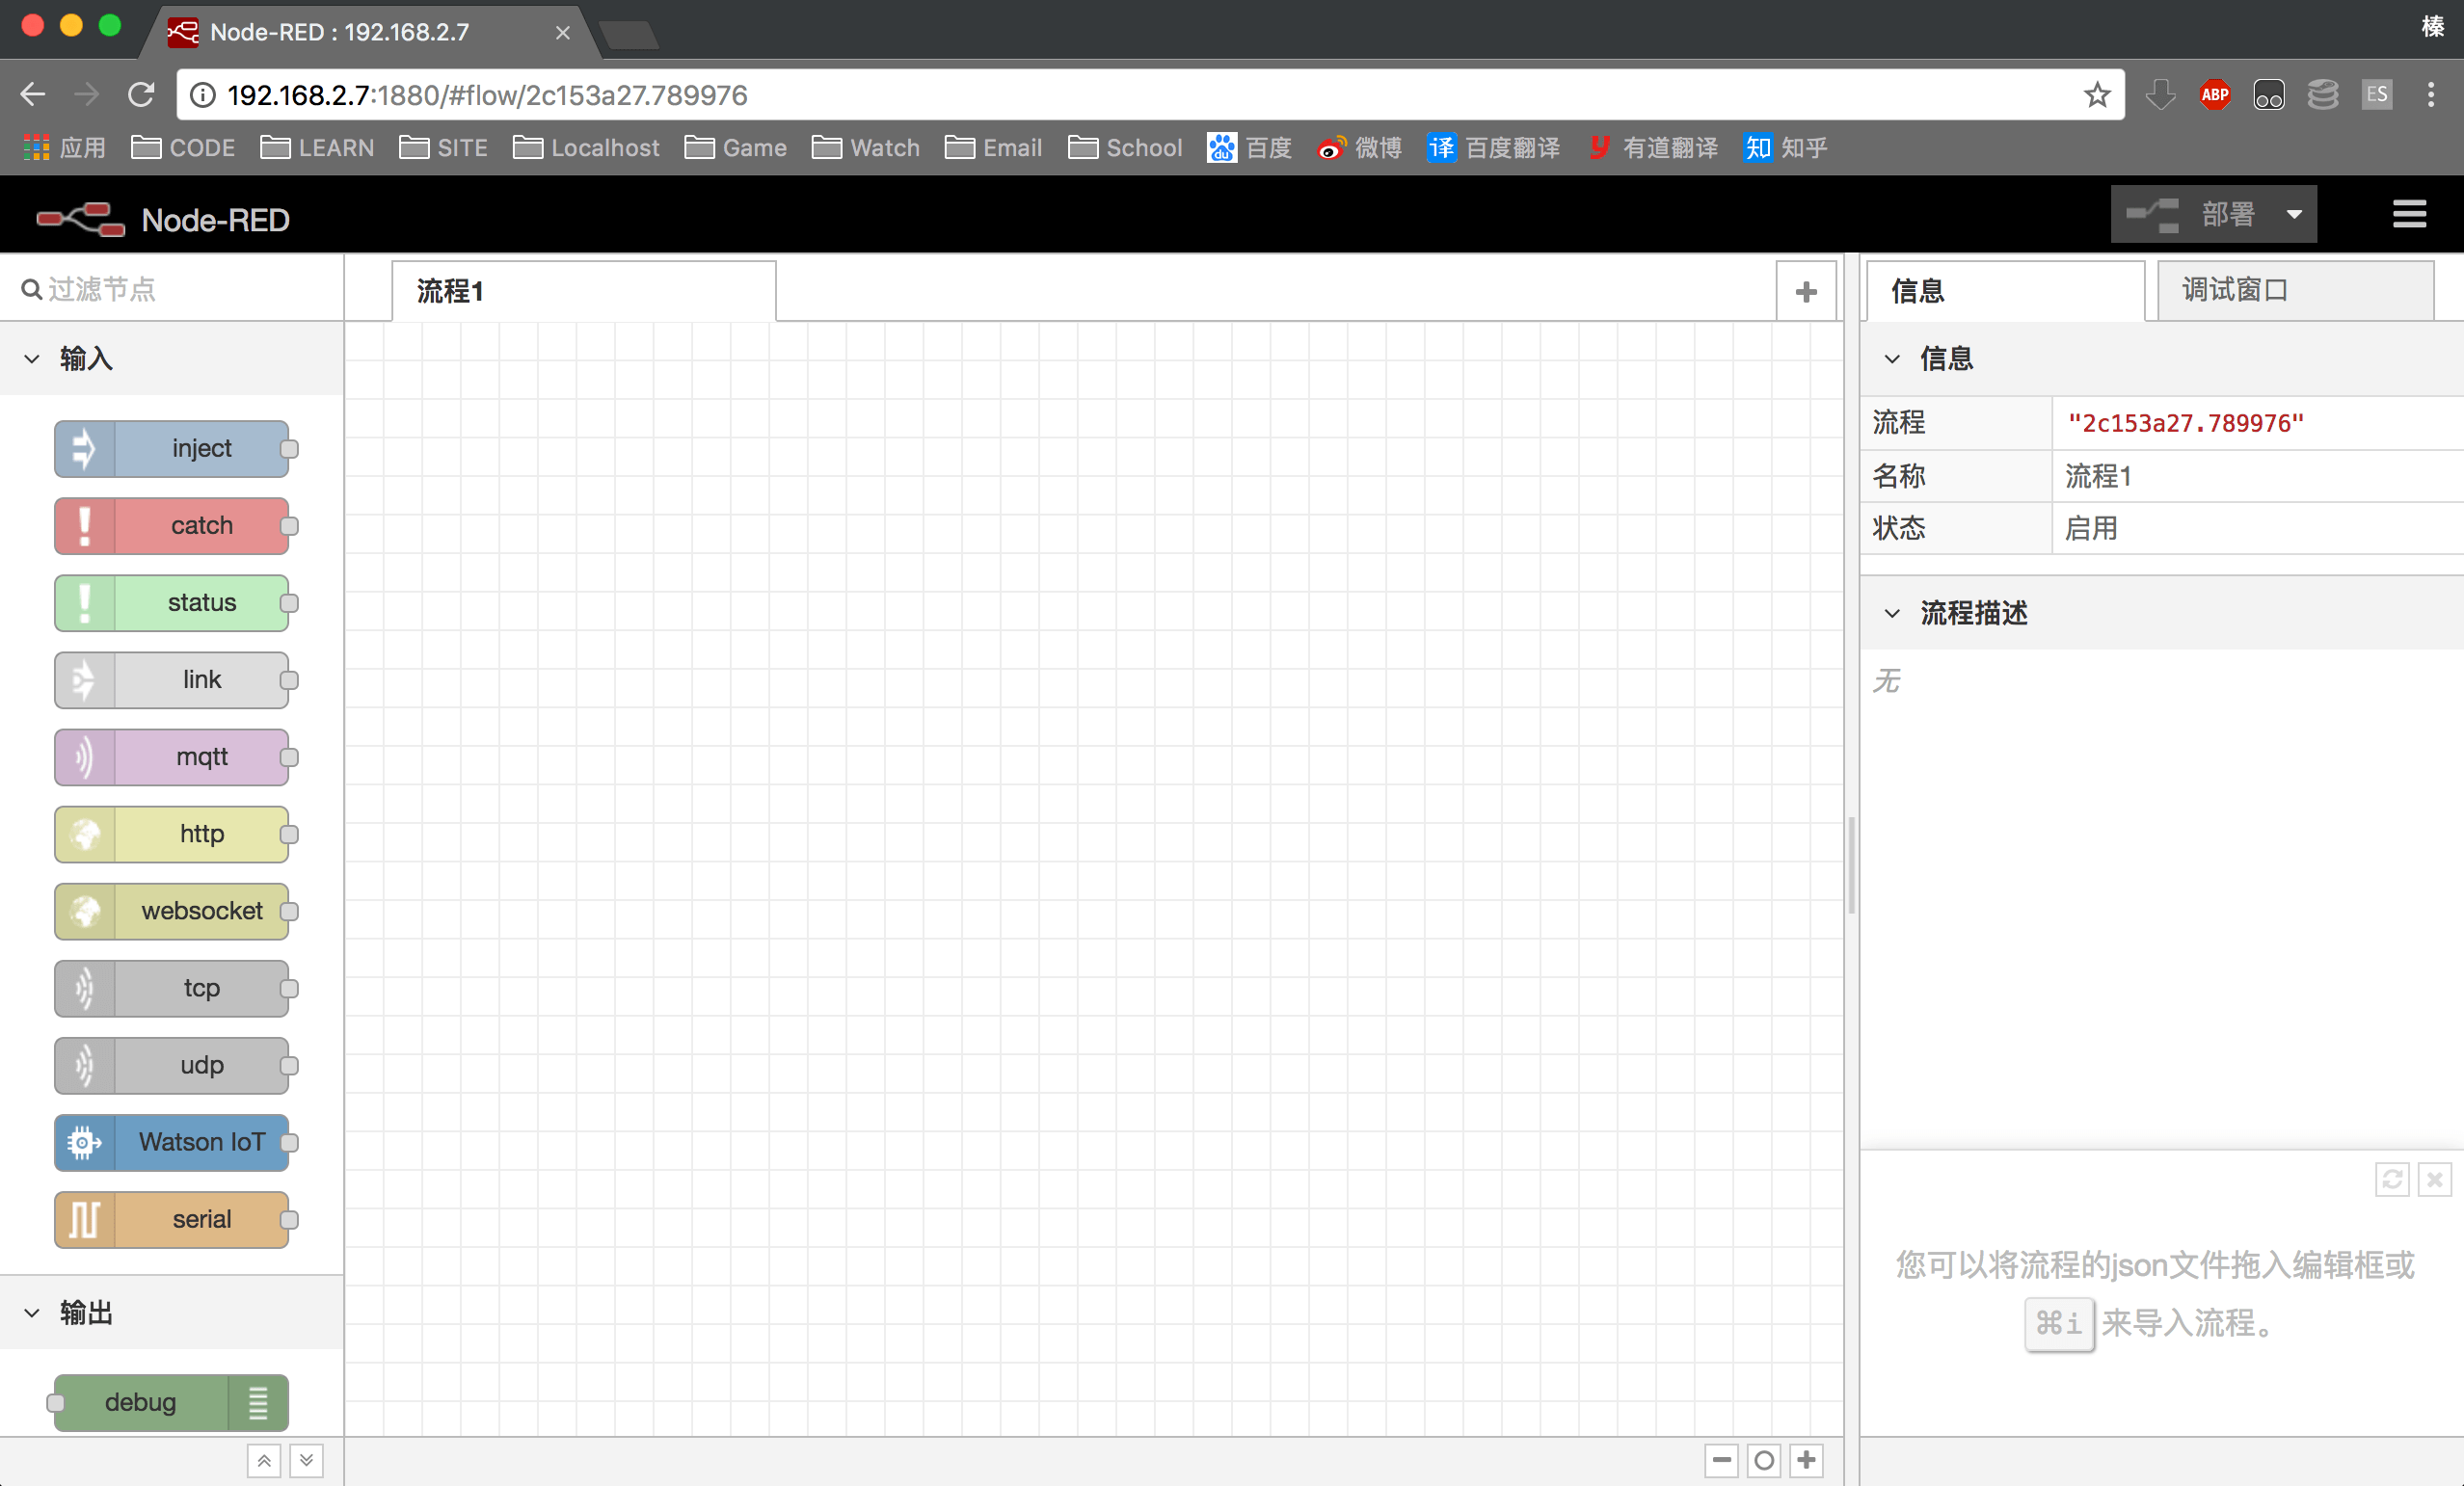 Node-RED : 192.168.2.7
榛
192.168.2.7:1880/#flow/2c153a27.789976
ABP
ES
应用 CODE LEARN SITE Localhost Game Watch Email School du 百度 微博 译 百度翻译 y 有道翻译 知 知乎
Node-RED
部署
过滤节点
输入
inject
catch
status
link
mqtt
http
websocket
tcp
udp
Watson IoT
serial
输出
debug
流程1
信息
调试窗口
信息
流程 "2c153a27.789976"
名称 流程1
状态 启用
流程描述
无
您可以将流程的json文件拖入编辑框或
⌘i 来导入流程。